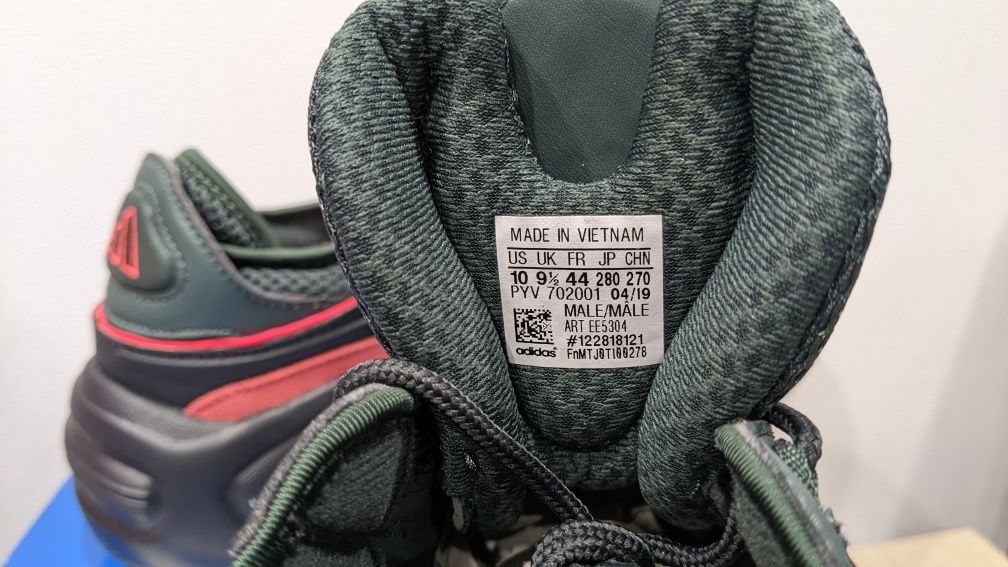 MADE IN VIETNAM
US UK FR JP CHN
10 9½ 44 280 270
PYV 702001 04/19
MALE/MÂLE
ART EE5304
#122818121
adidas® FnMTJ0TI00278